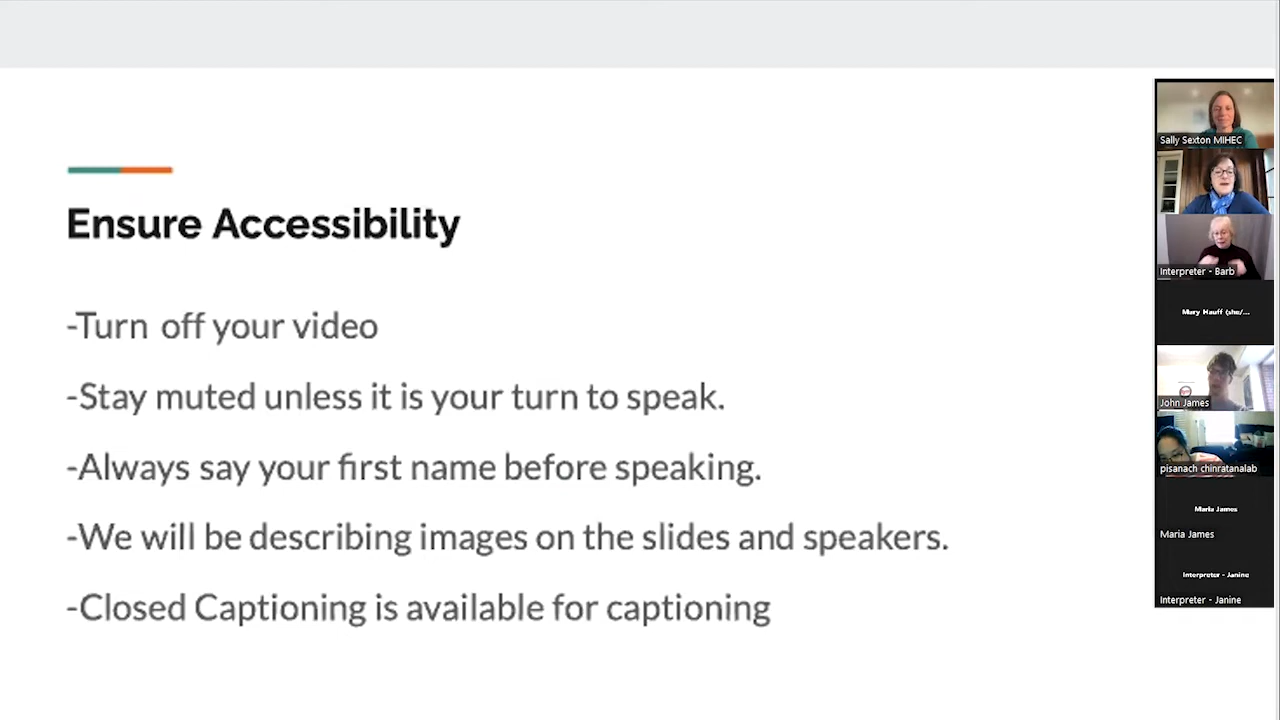 Ensure Accessibility
-Turn off your video
-Stay muted unless it is your turn to speak.
-Always say your first name before speaking.
-We will be describing images on the slides and speakers.
-Closed Captioning is available for captioning
Sally Sexton MIHEC
Interpreter - Barb
Mary Hauff (she/...
John James
pisanach chinratanalab
Maria James
Maria James
Interpreter - Janine
Interpreter - Janine